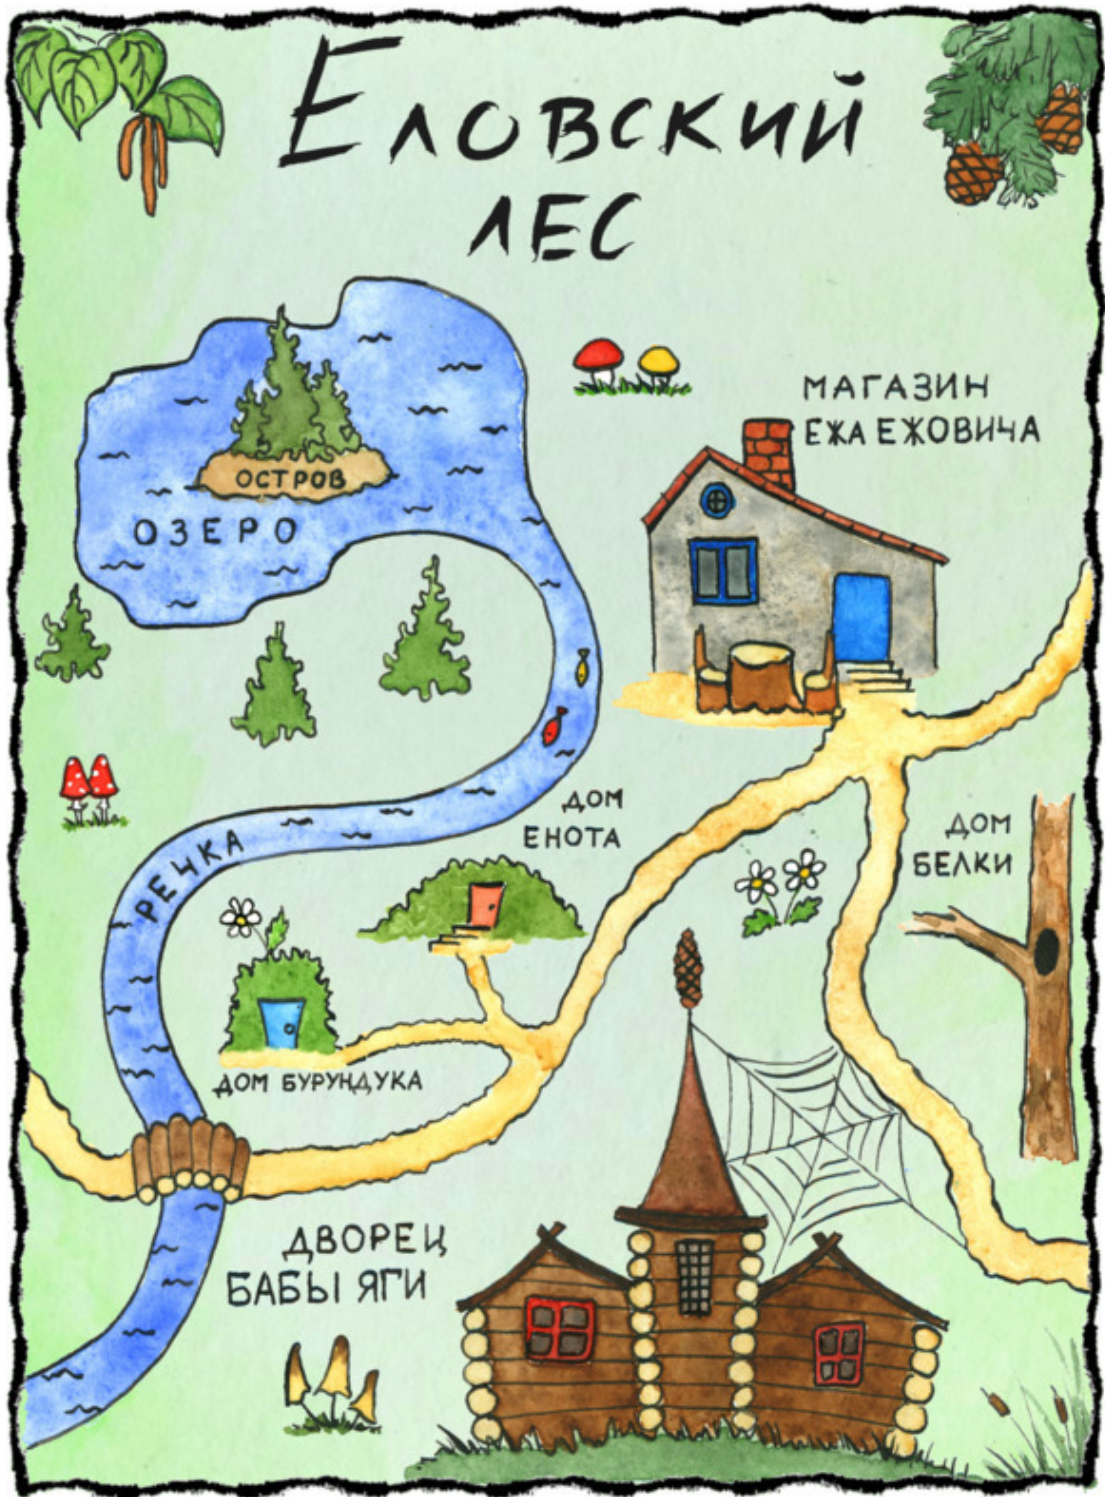 Еловский
лес
МАГАЗИН
ЕЖА ЕЖОВИЧА
ОСТРОВ
ОЗЕРО
ДОМ
ЕНОТА
ДОМ
БЕЛКИ
РЕЧКА
ДОМ БУРУНДУКА
ДВОРЕЦ
БАБЫ ЯГИ